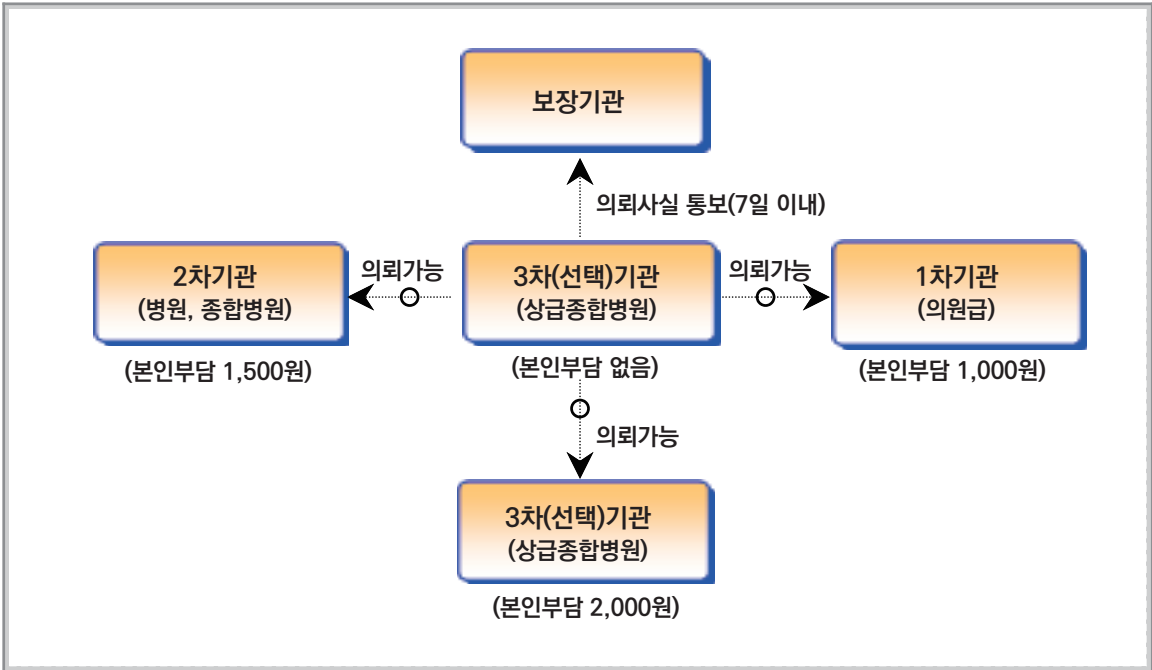 보장기관
의뢰사실 통보(7일 이내)
2차기관
(병원, 종합병원)
(본인부담 1,500원)
의뢰가능
3차(선택)기관
(상급종합병원)
(본인부담 없음)
의뢰가능
1차기관
(의원급)
(본인부담 1,000원)
의뢰가능
3차(선택)기관
(상급종합병원)
(본인부담 2,000원)